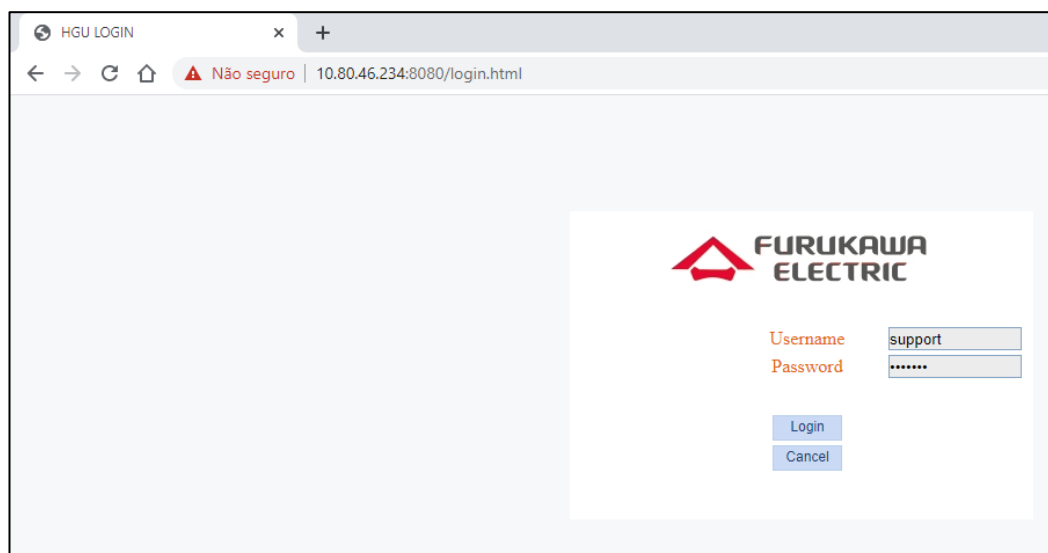 HGU LOGIN
Não seguro | 10.80.46.234:8080/login.html
FURUKAWA
ELECTRIC
Username support
Password •••••••
Login
Cancel